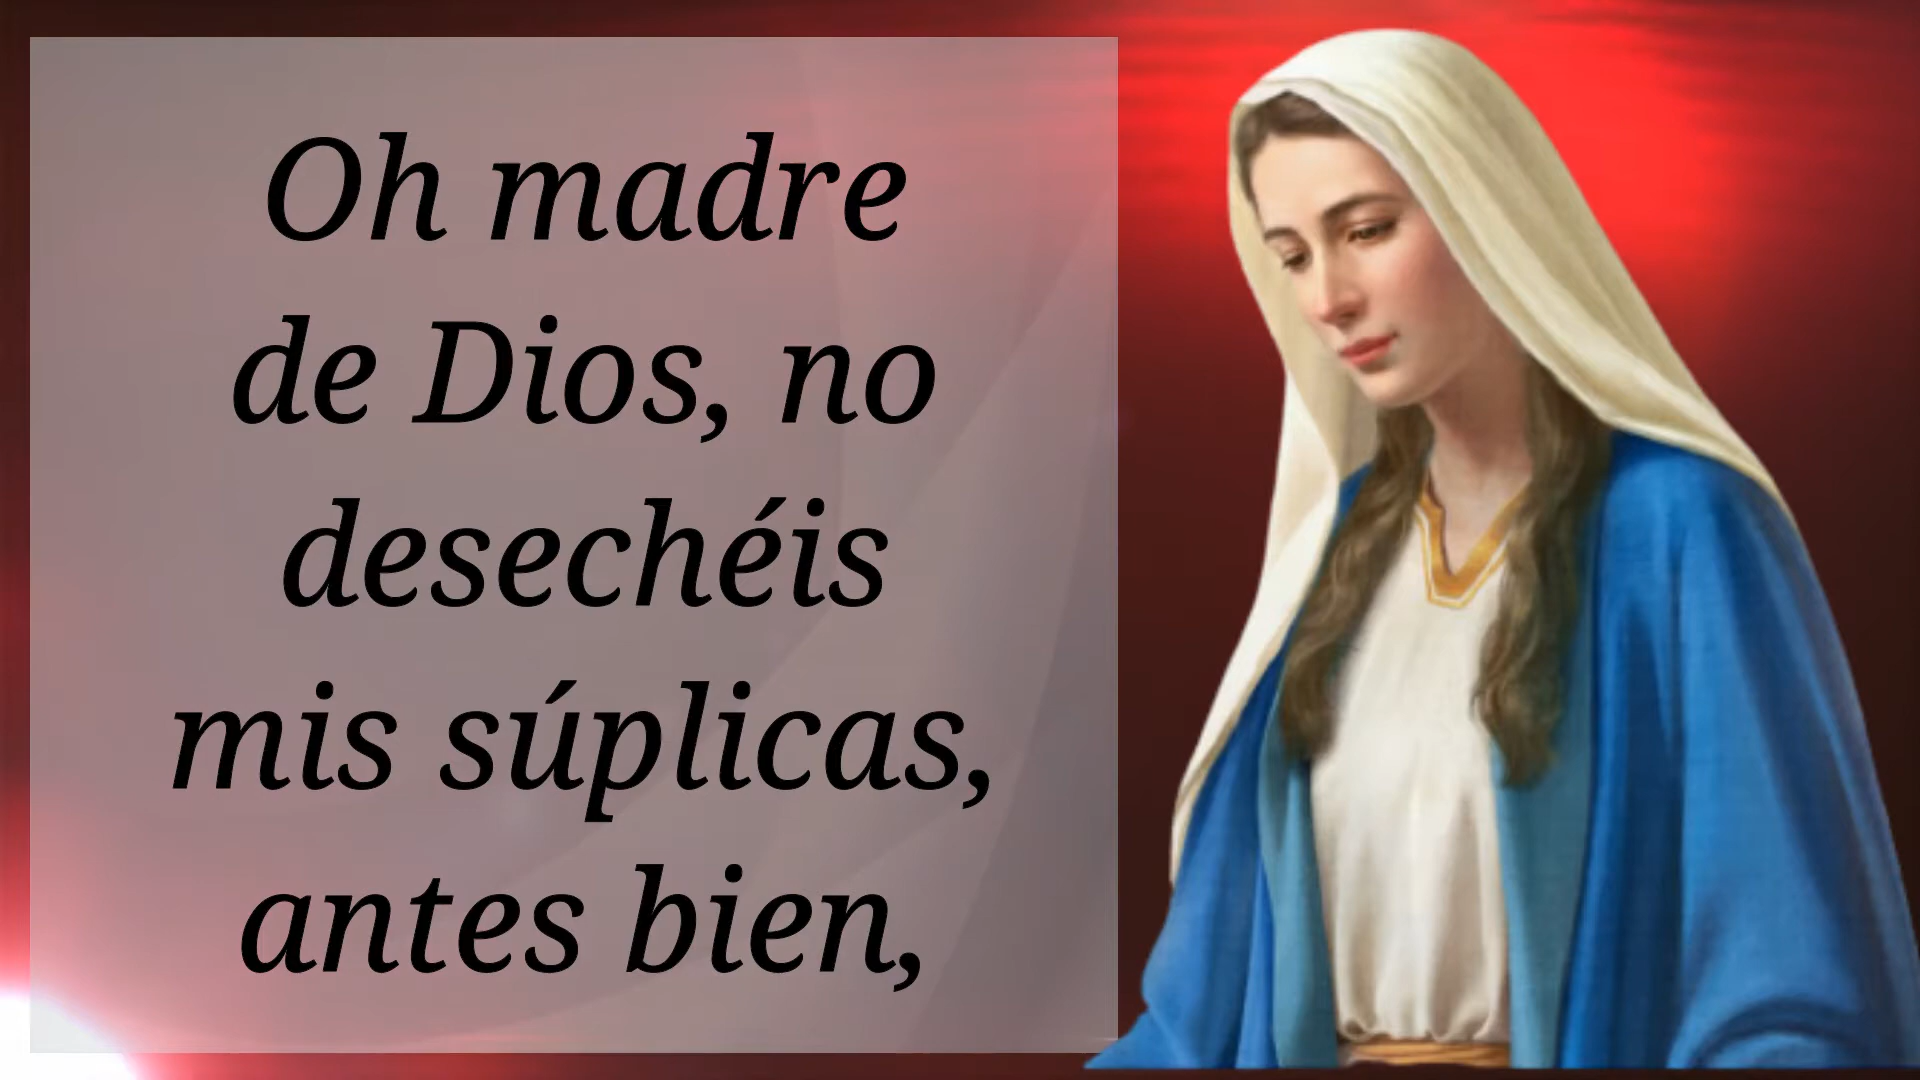 Oh madre
de Dios, no
desechéis
mis súplicas,
antes bien,